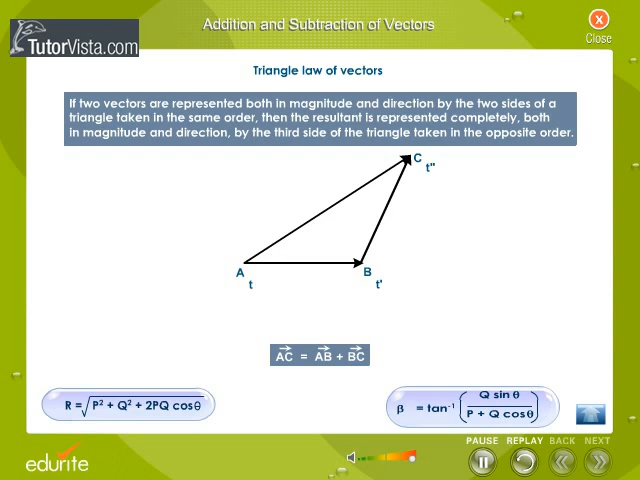 Addition and Subtraction of Vectors
X
Close
TutorVista.com
Triangle law of vectors
If two vectors are represented both in magnitude and direction by the two sides of a
triangle taken in the same order, then the resultant is represented completely, both
in magnitude and direction, by the third side of the triangle taken in the opposite order.
C
t"
A
B
t
t'
AC = AB + BC
R = √P² + Q² + 2PQ cosθ
β = tan⁻¹ (Q sin θ / P + Q cosθ)
PAUSE REPLAY BACK NEXT
edurite